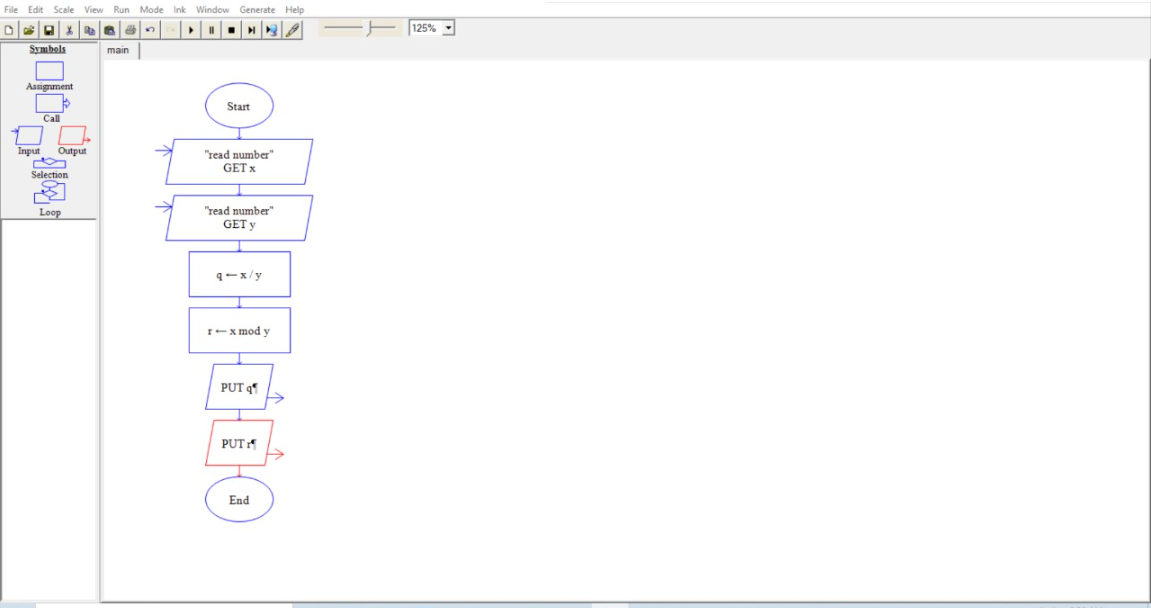 File Edit Scale View Run Mode Ink Window Generate Help
125%
Symbols
main
Assignment
Call
Input Output
Selection
Loop
Start
"read number"
GET x
"read number"
GET y
q ← x / y
r ← x mod y
PUT q¶
PUT r¶
End